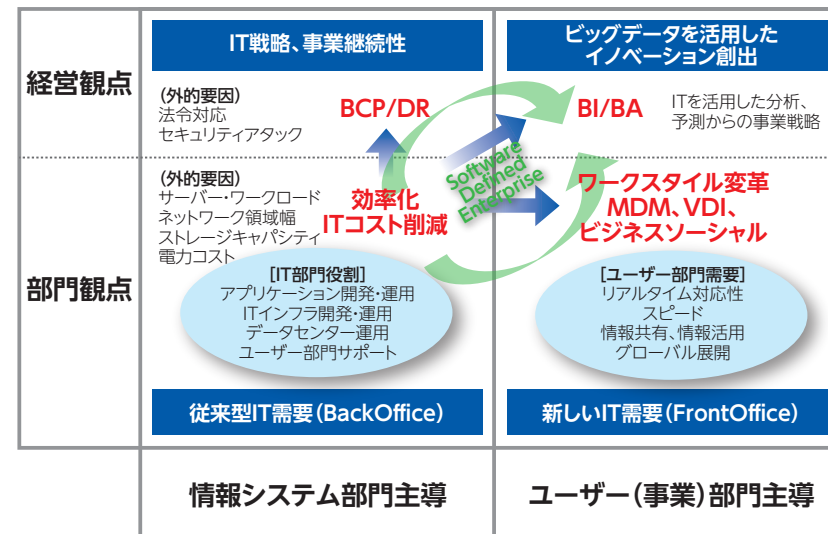 経営観点
IT戦略、事業継続性
(外的要因)
法令対応
セキュリティアタック
BCP/DR
ビッグデータを活用した
イノベーション創出
BI/BA
ITを活用した分析、
予測からの事業戦略
部門観点
(外的要因)
サーバー・ワークロード
ネットワーク領域幅
ストレージキャパシティ
電力コスト
効率化
ITコスト削減
Software
Defined
Enterprise
ワークスタイル変革
MDM、VDI、
ビジネスソーシャル
[IT部門役割]
アプリケーション開発・運用
ITインフラ開発・運用
データセンター運用
ユーザー部門サポート
[ユーザー部門需要]
リアルタイム対応性
スピード
情報共有、情報活用
グローバル展開
従来型IT需要(BackOffice)
新しいIT需要(FrontOffice)
情報システム部門主導
ユーザー(事業)部門主導